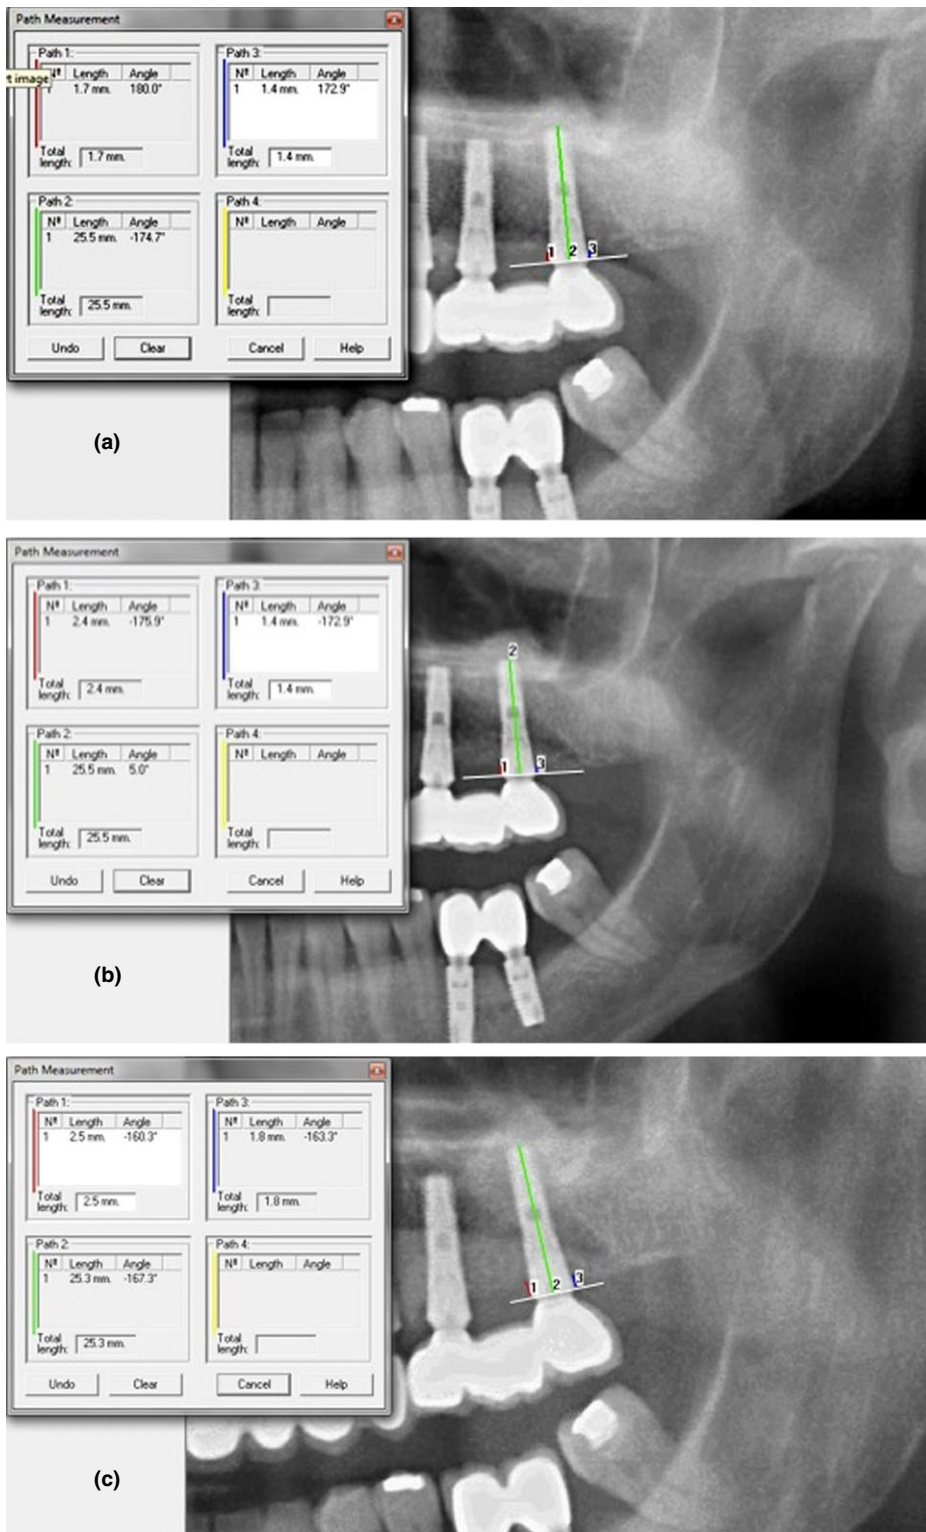 Path Measurement
Path 1:
t image
Nº Length Angle
1 1.7 mm. 180.0°
Total length: 1.7 mm.
Path 3:
Nº Length Angle
1 1.4 mm. 172.9°
Total length: 1.4 mm.
Path 2:
Nº Length Angle
1 25.5 mm. -174.7°
Total length: 25.5 mm.
Path 4:
Nº Length Angle
Total length:
Undo Clear Cancel Help
1 2 3
(a)
Path Measurement
Path 1:
Nº Length Angle
1 2.4 mm. -175.9°
Total length: 2.4 mm.
Path 3:
Nº Length Angle
1 1.4 mm. -172.9°
Total length: 1.4 mm.
Path 2:
Nº Length Angle
1 25.5 mm. 5.0°
Total length: 25.5 mm.
Path 4:
Nº Length Angle
Total length:
Undo Clear Cancel Help
2
1 3
(b)
Path Measurement
Path 1:
Nº Length Angle
1 2.5 mm. -160.3°
Total length: 2.5 mm.
Path 3:
Nº Length Angle
1 1.8 mm. -163.3°
Total length: 1.8 mm.
Path 2:
Nº Length Angle
1 25.3 mm. -167.3°
Total length: 25.3 mm.
Path 4:
Nº Length Angle
Total length:
Undo Clear Cancel Help
1 2 3
(c)